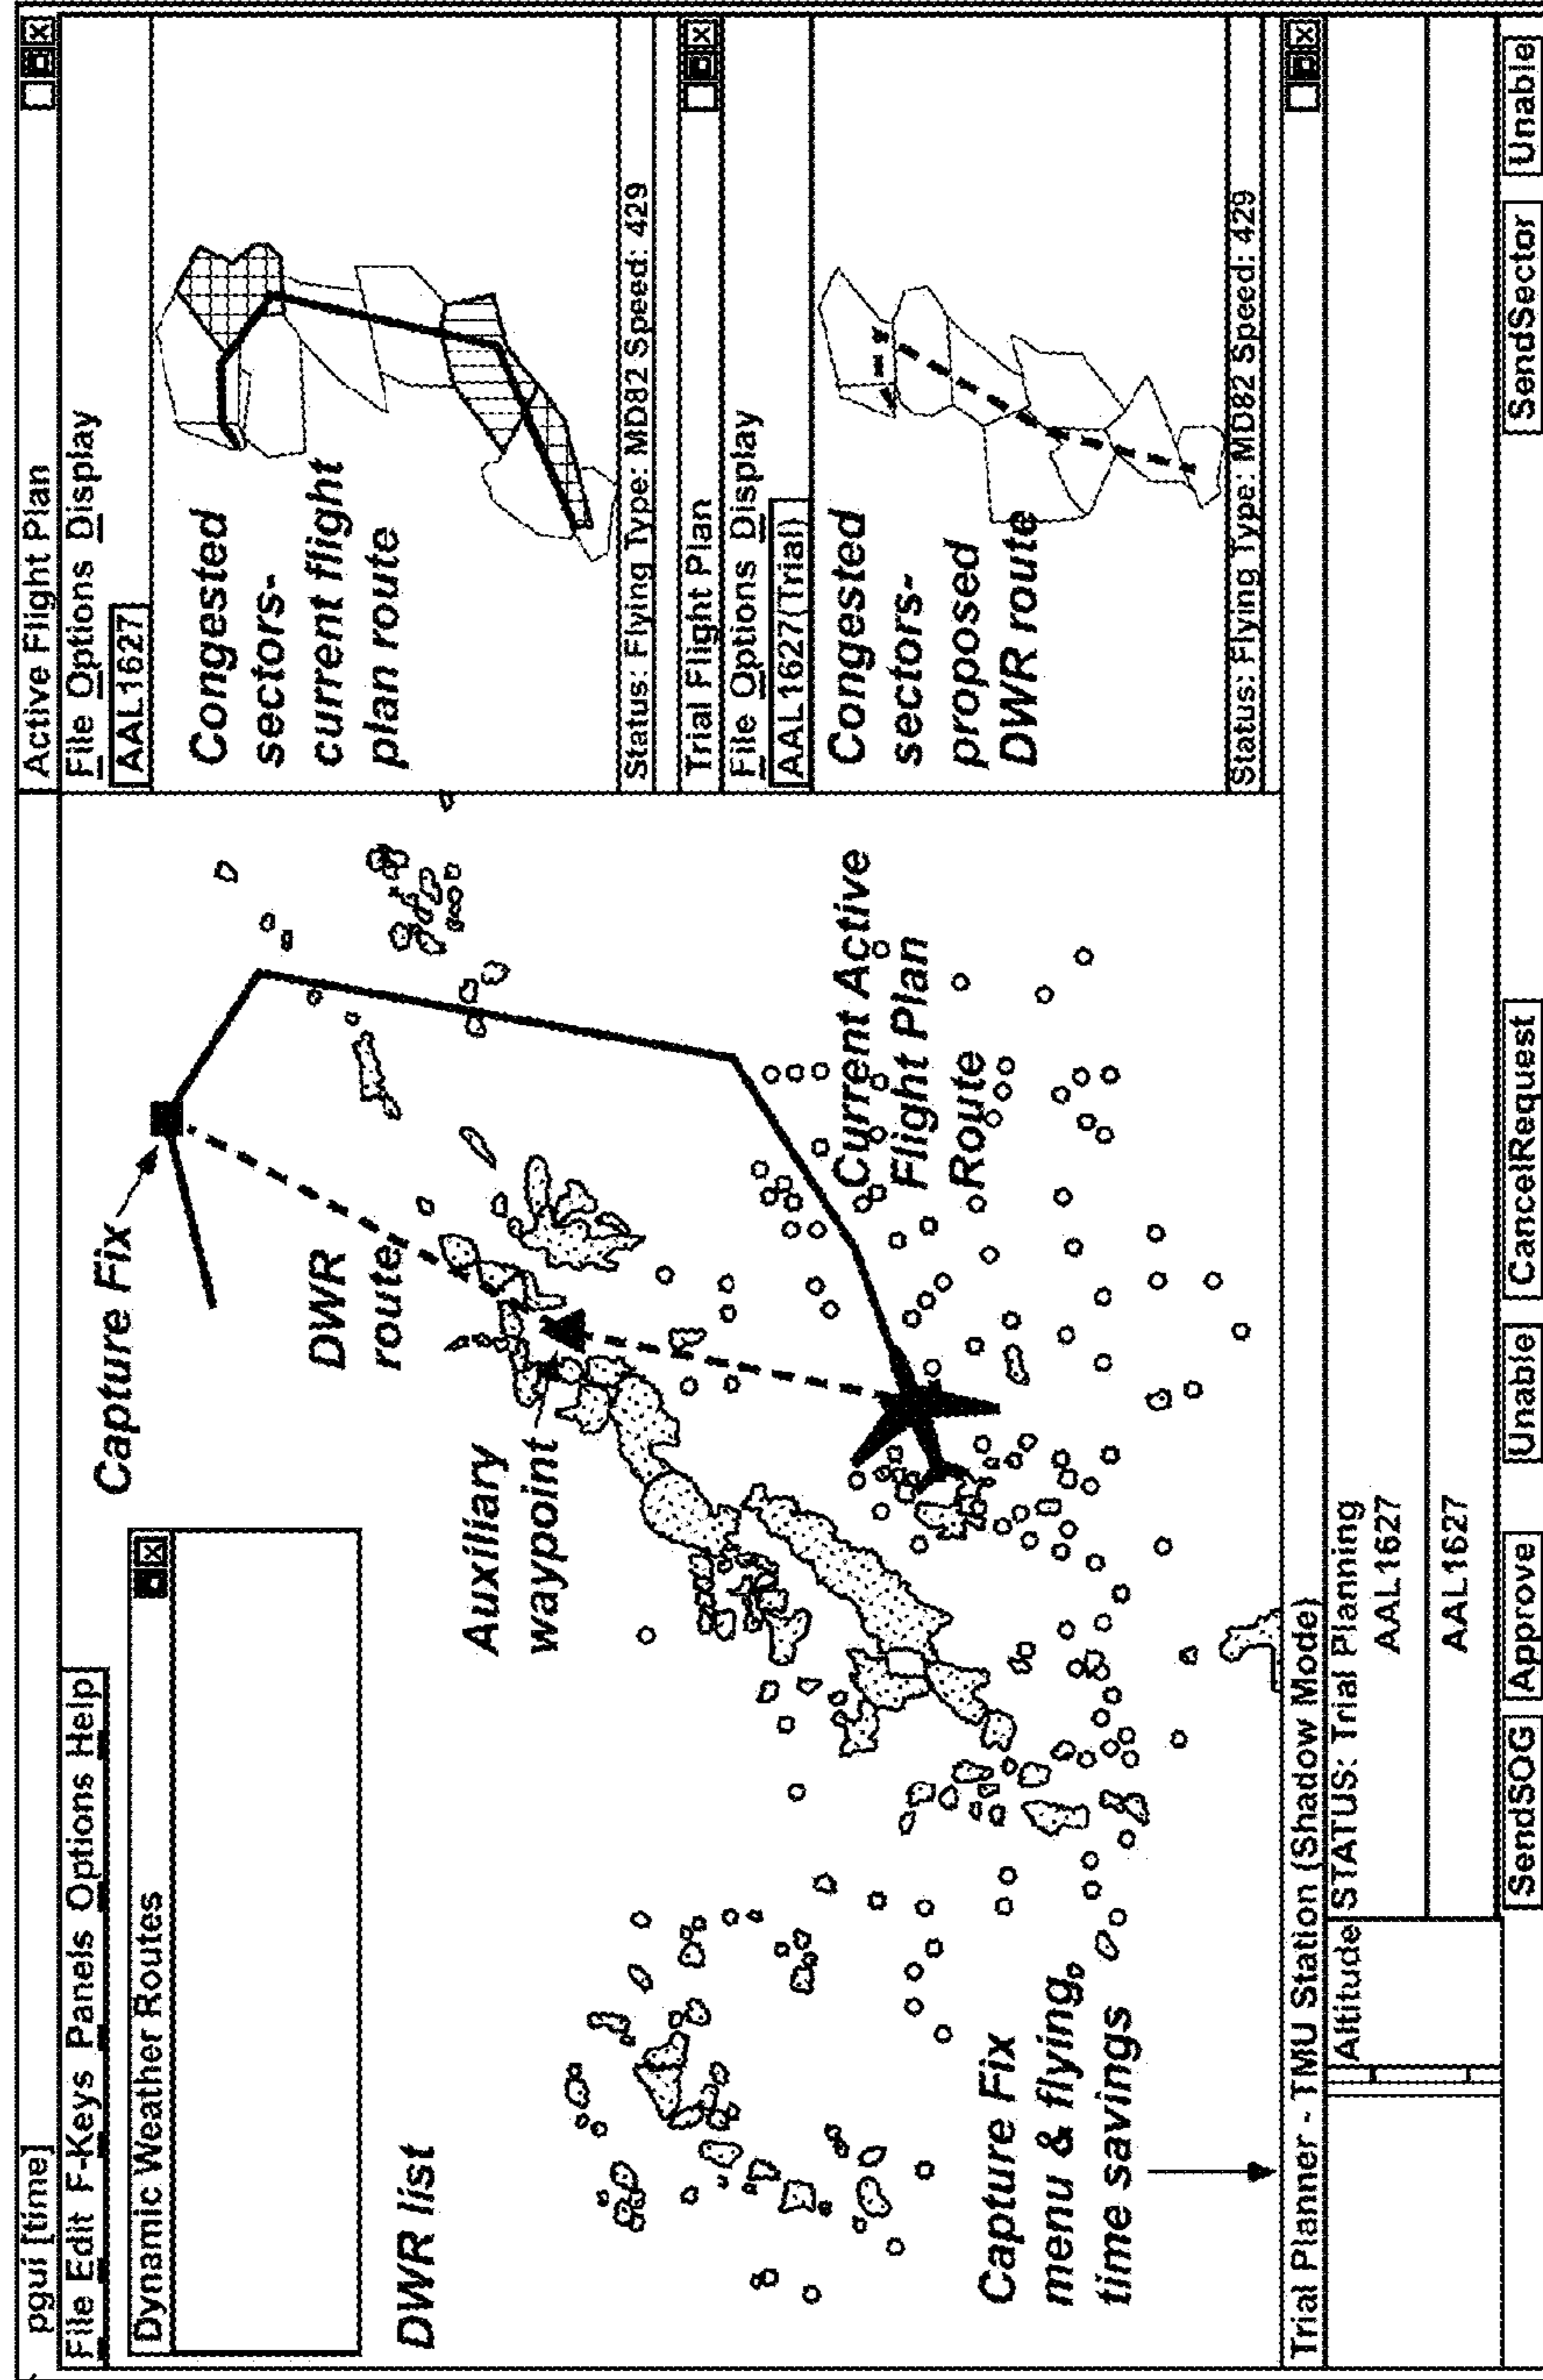 pgui [time]
File Edit F-Keys Panels Options Help
Dynamic Weather Routes
DWR list
Capture Fix
DWR
route
Auxiliary
waypoint
Current Active
Flight Plan
Route
Capture Fix
menu & flying
time savings
Active Flight Plan
File Options Display
AAL1627
Congested
sectors-
current flight
plan route
Status: Flying Type: MD82 Speed: 429
Trial Flight Plan
File Options Display
AAL1627(Trial)
Congested
sectors-
proposed
DWR route
Status: Flying Type: MD82 Speed: 429
Trial Planner - TMU Station (Shadow Mode)
Altitude STATUS: Trial Planning
AAL1627
AAL1627
SendSOG Approve Unable CancelRequest SendSector Unable